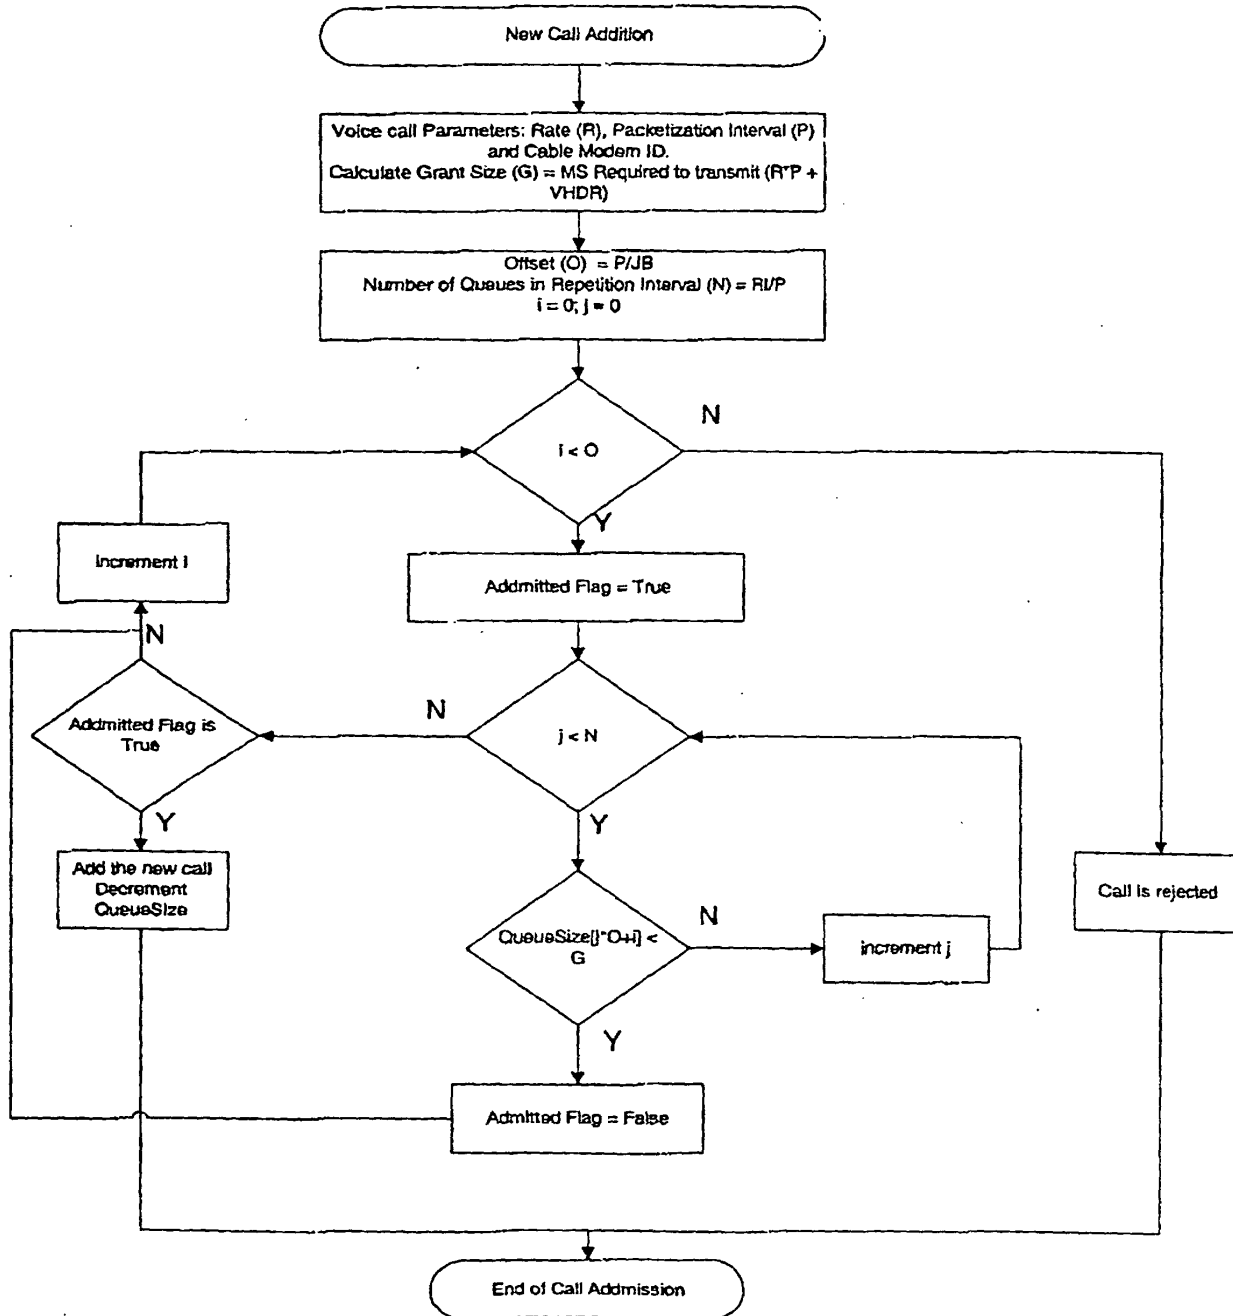 New Call Addition
Voice call Parameters: Rate (R), Packetization Interval (P)
and Cable Modem ID.
Calculate Grant Size (G) = MS Required to transmit (R*P +
VHDR)
Offset (O) = P/JB
Number of Queues in Repetition Interval (N) = RI/P
i = 0; j = 0
i < O
N
Y
Increment i
Addmitted Flag = True
N
Addmitted Flag is
True
N
j < N
Y
Y
Add the new call
Decrement
QueueSize
QueueSize[j*O+i] <
G
N
increment j
Call is rejected
Y
Admitted Flag = False
End of Call Addmission